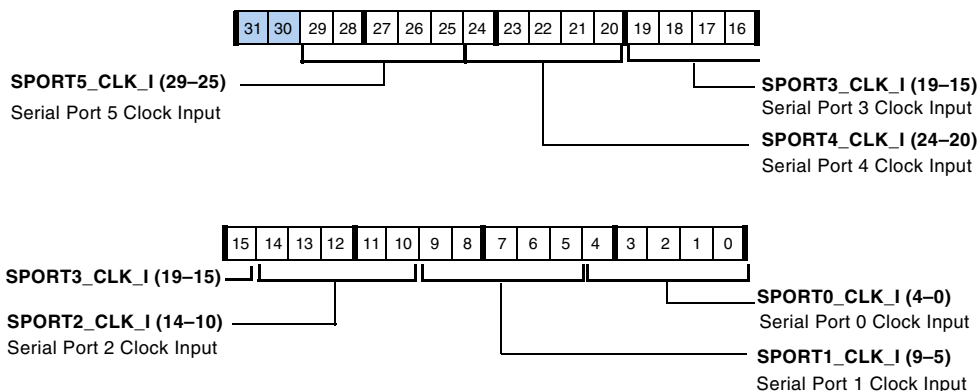 31 30 29 28 27 26 25 24 23 22 21 20 19 18 17 16
SPORT5_CLK_I (29–25)
Serial Port 5 Clock Input
SPORT3_CLK_I (19–15)
Serial Port 3 Clock Input
SPORT4_CLK_I (24–20)
Serial Port 4 Clock Input
15 14 13 12 11 10 9 8 7 6 5 4 3 2 1 0
SPORT3_CLK_I (19–15)
SPORT2_CLK_I (14–10)
Serial Port 2 Clock Input
SPORT0_CLK_I (4–0)
Serial Port 0 Clock Input
SPORT1_CLK_I (9–5)
Serial Port 1 Clock Input